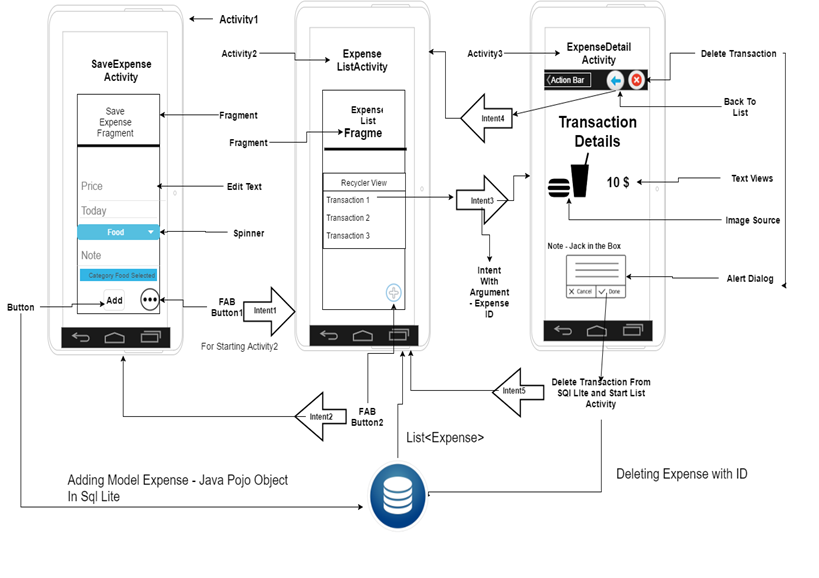 Activity1
SaveExpense
Activity
Save
Expense
Fragment
Fragment
Price
Edit Text
Today
Food
Spinner
Note
Category Food Selected
Button
Add
FAB
Button1
Intent1
For Starting Activity2
Activity2
Expense
ListActivity
Expense
List
Fragme
Fragment
Recycler View
Transaction 1
Transaction 2
Transaction 3
Intent2
FAB
Button2
Intent3
Intent
With
Argument
- Expense
ID
Intent4
Activity3
ExpenseDetail
Activity
Action Bar
Delete Transaction
Back To
List
Transaction
Details
10 $
Text Views
Image Source
Note - Jack in the Box
Cancel
Done
Alert Dialog
Intent5
Delete Transaction From
SQl Lite and Start List
Activity
List<Expense>
Adding Model Expense - Java Pojo Object
In Sql Lite
Deleting Expense with ID